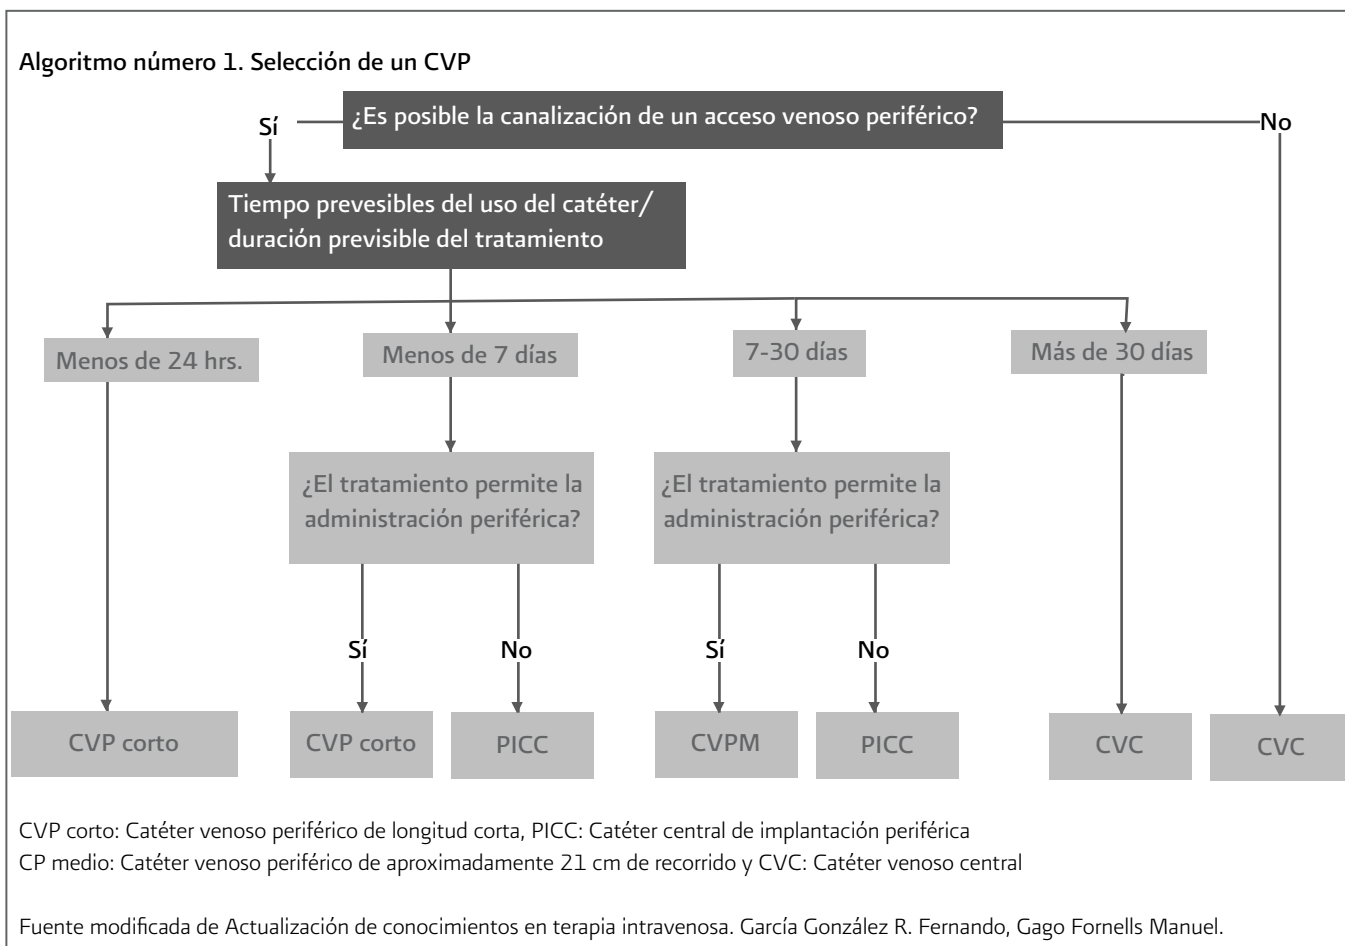 Algoritmo número 1. Selección de un CVP
¿Es posible la canalización de un acceso venoso periférico?
Sí
No
Tiempo prevesibles del uso del catéter/
duración previsible del tratamiento
Menos de 24 hrs.
Menos de 7 días
7-30 días
Más de 30 días
¿El tratamiento permite la
administración periférica?
¿El tratamiento permite la
administración periférica?
Sí
No
Sí
No
CVP corto
CVP corto
PICC
CVPM
PICC
CVC
CVC
CVP corto: Catéter venoso periférico de longitud corta, PICC: Catéter central de implantación periférica
CP medio: Catéter venoso periférico de aproximadamente 21 cm de recorrido y CVC: Catéter venoso central
Fuente modificada de Actualización de conocimientos en terapia intravenosa. García González R. Fernando, Gago Fornells Manuel.